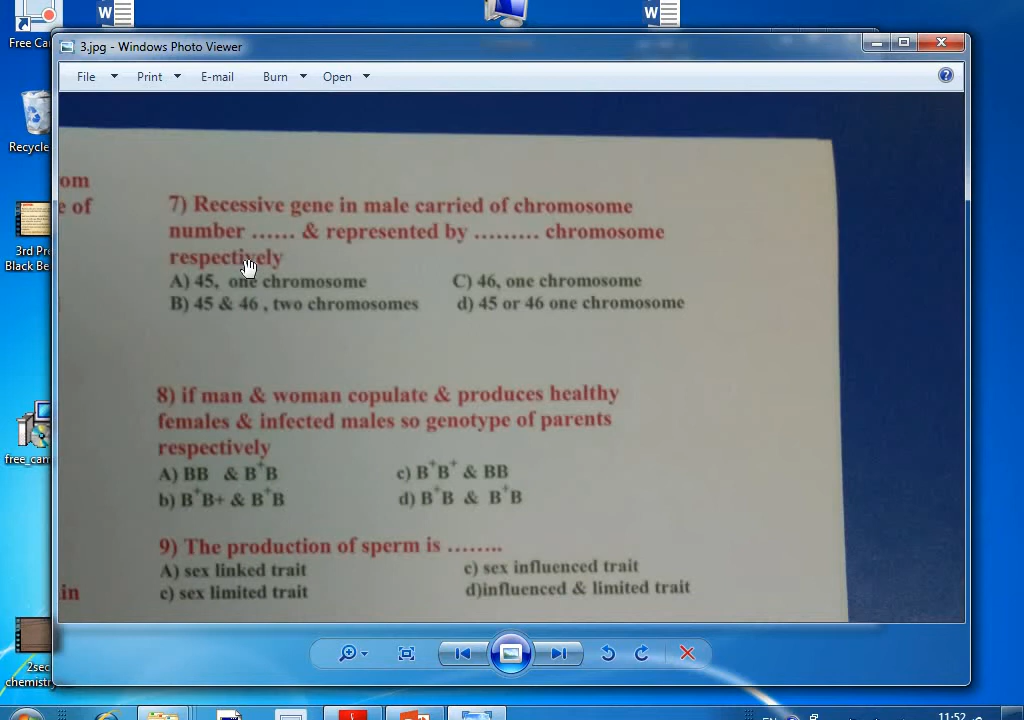 Free Ca
3.jpg - Windows Photo Viewer
File Print E-mail Burn Open
Recycle
3rd Pr
Black Be
free_cam
2sec
chemistry
om
e of
in
7) Recessive gene in male carried of chromosome
number ...... & represented by ......... chromosome
respectively
A) 45, one chromosome C) 46, one chromosome
B) 45 & 46 , two chromosomes d) 45 or 46 one chromosome
8) if man & woman copulate & produces healthy
females & infected males so genotype of parents
respectively
A) BB & B⁺B c) B⁺B⁺ & BB
b) B⁺B+ & B⁺B d) B⁺B & B⁺B
9) The production of sperm is ........
A) sex linked trait c) sex influenced trait
c) sex limited trait d)influenced & limited trait
EN 11:52